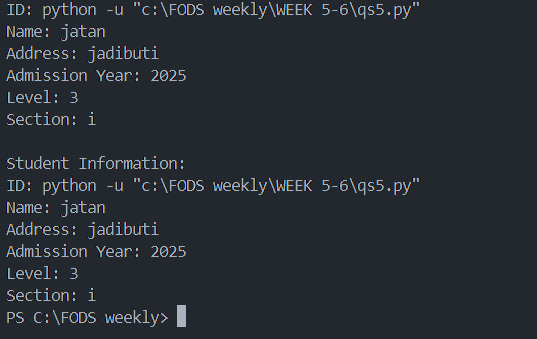 ID: python -u "c:\FODS weekly\WEEK 5-6\qs5.py"
Name: jatan
Address: jadibuti
Admission Year: 2025
Level: 3
Section: i

Student Information:
ID: python -u "c:\FODS weekly\WEEK 5-6\qs5.py"
Name: jatan
Address: jadibuti
Admission Year: 2025
Level: 3
Section: i
PS C:\FODS weekly>